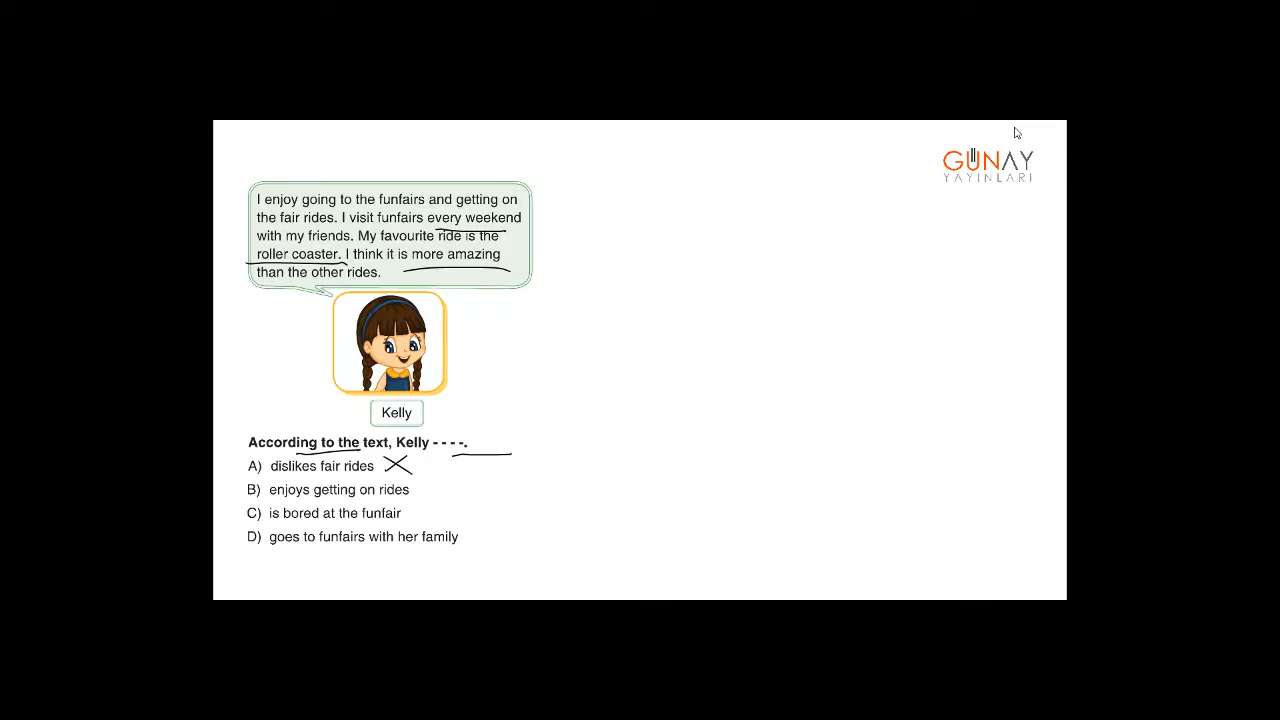 GÜNAY
YAYINLARI
I enjoy going to the funfairs and getting on
the fair rides. I visit funfairs every weekend
with my friends. My favourite ride is the
roller coaster. I think it is more amazing
than the other rides.
Kelly
According to the text, Kelly - - - -.
A) dislikes fair rides
B) enjoys getting on rides
C) is bored at the funfair
D) goes to funfairs with her family